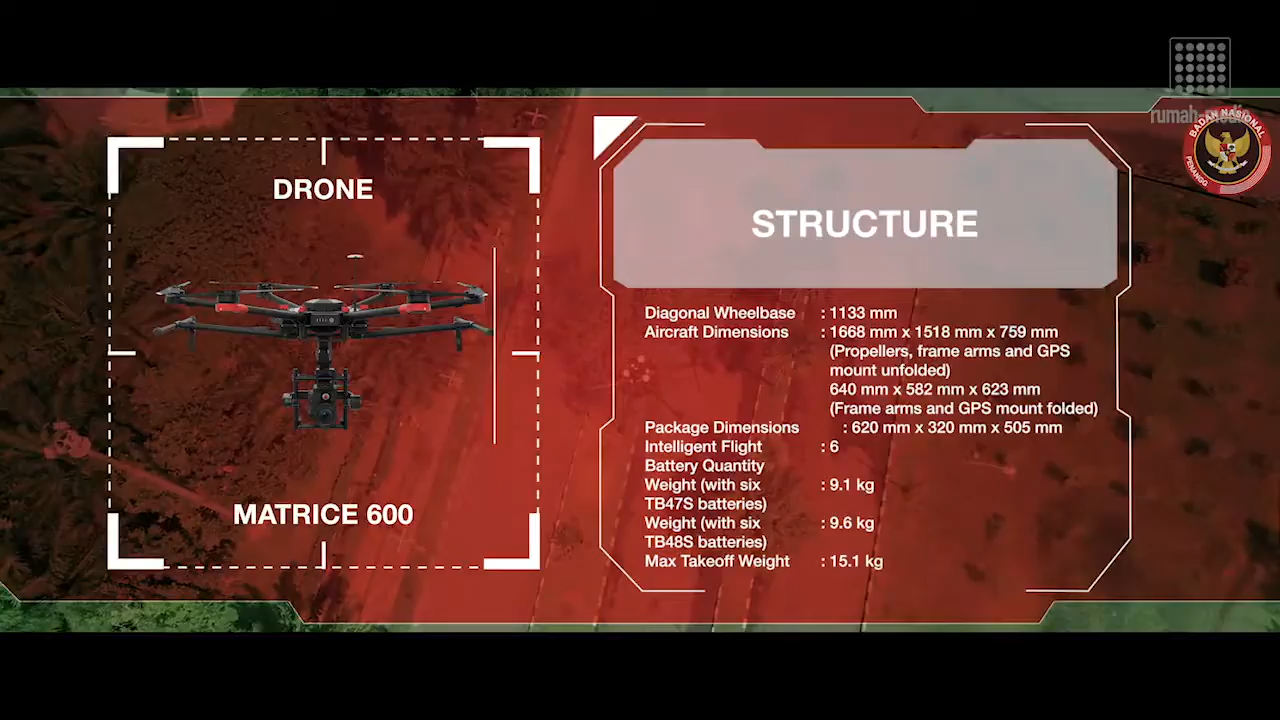 rumah-media
BADAN NASIONAL
PENANGG
DRONE
MATRICE 600
STRUCTURE
Diagonal Wheelbase : 1133 mm
Aircraft Dimensions : 1668 mm x 1518 mm x 759 mm
(Propellers, frame arms and GPS
mount unfolded)
640 mm x 582 mm x 623 mm
(Frame arms and GPS mount folded)
Package Dimensions : 620 mm x 320 mm x 505 mm
Intelligent Flight : 6
Battery Quantity
Weight (with six : 9.1 kg
TB47S batteries)
Weight (with six : 9.6 kg
TB48S batteries)
Max Takeoff Weight : 15.1 kg